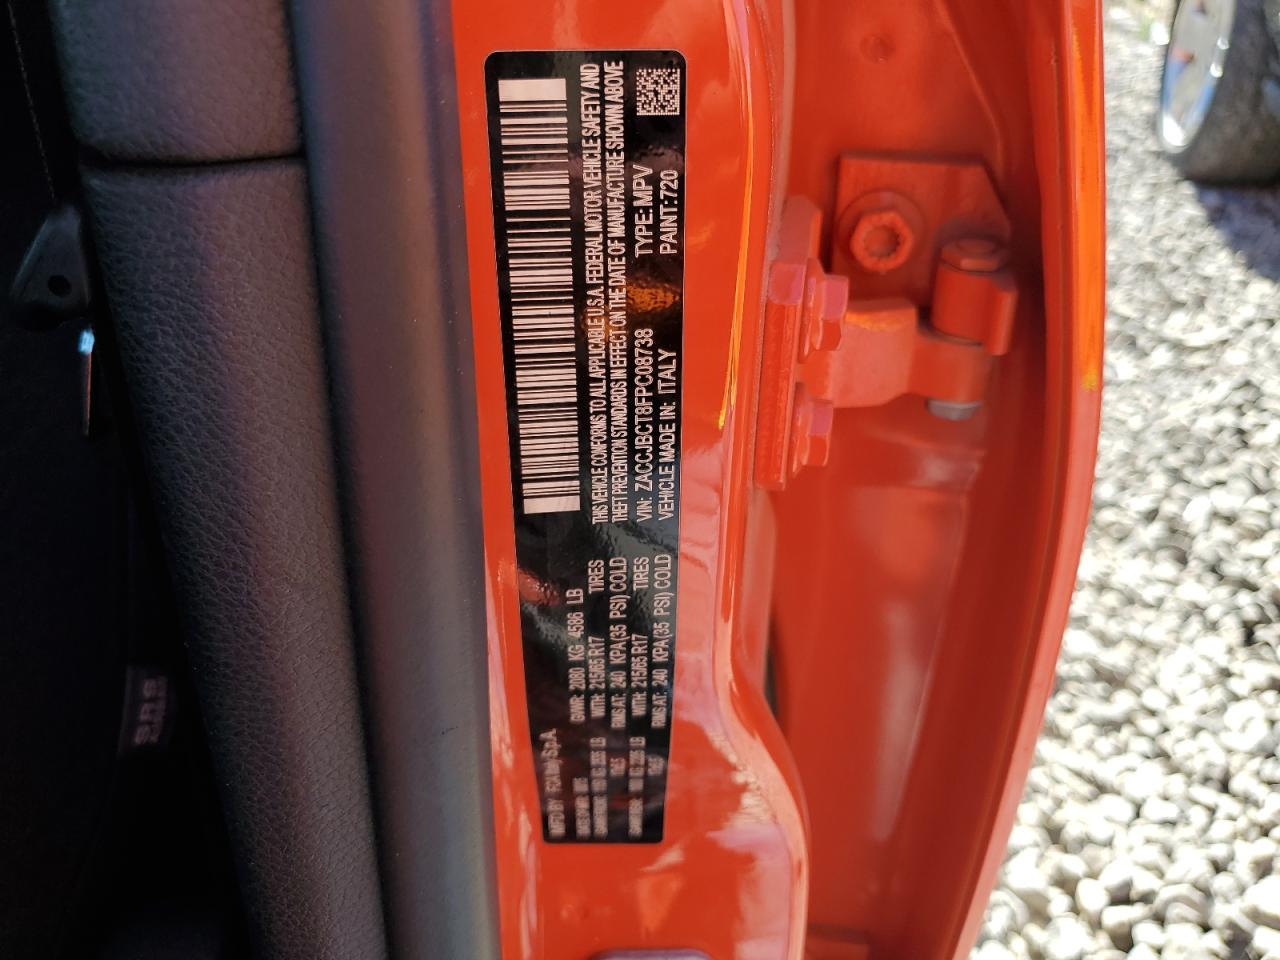 MFD BY FCA Italy S.p.A.
GVWR: 2080 KG 4586 LB
WITH: 215/65 R17 TIRES
RIMS AT: 240 KPA (35 PSI) COLD
WITH: 215/65 R17 TIRES
RIMS AT: 240 KPA (35 PSI) COLD
THIS VEHICLE CONFORMS TO ALL APPLICABLE U.S.A. FEDERAL MOTOR VEHICLE SAFETY AND
THEFT PREVENTION STANDARDS IN EFFECT ON THE DATE OF MANUFACTURE SHOWN ABOVE
VIN: ZACCJBCT8FPC08738 TYPE: MPV
VEHICLE MADE IN: ITALY PAINT: 720
SRS